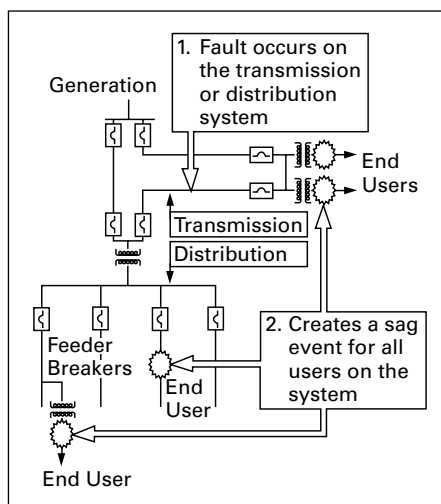 1. Fault occurs on
the transmission
or distribution
system
Generation
End
Users
Transmission
Distribution
2. Creates a sag
event for all
users on the
system
Feeder
Breakers
End
User
End User